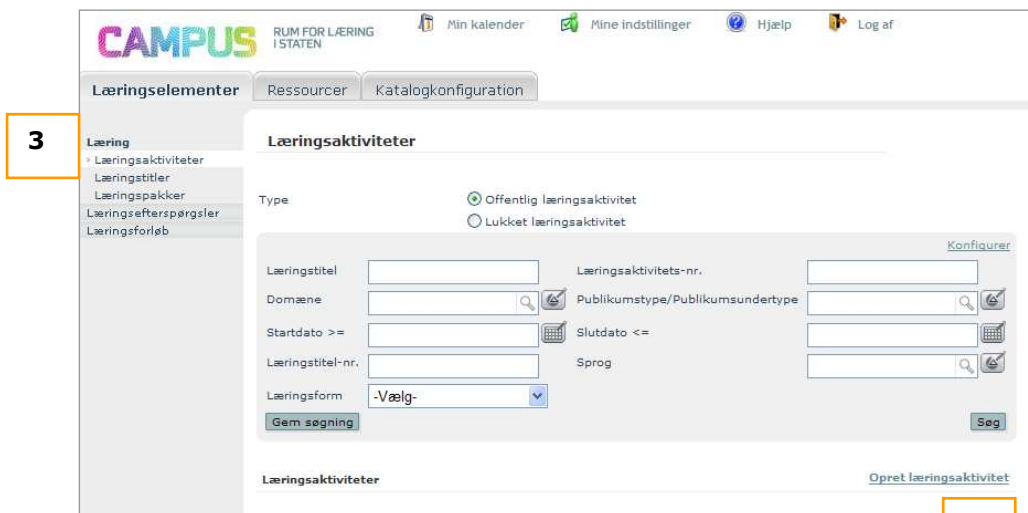 CAMPUS RUM FOR LÆRING
I STATEN
Min kalender Mine indstillinger Hjælp Log af
Læringselementer Ressourcer Katalogkonfiguration
3
Læring
Læringsaktiviteter
Læringstitler
Læringspakker
Læringsefterspørgsler
Læringsforløb
Læringsaktiviteter
Type Offentlig læringsaktivitet
Lukket læringsaktivitet
Konfigurer
Læringstitel Læringsaktivitets-nr.
Domæne Publikumstype/Publikumsundertype
Startdato >= Slutdato <=
Læringstitel-nr. Sprog
Læringsform -Vælg-
Gem søgning Søg
Læringsaktiviteter Opret læringsaktivitet